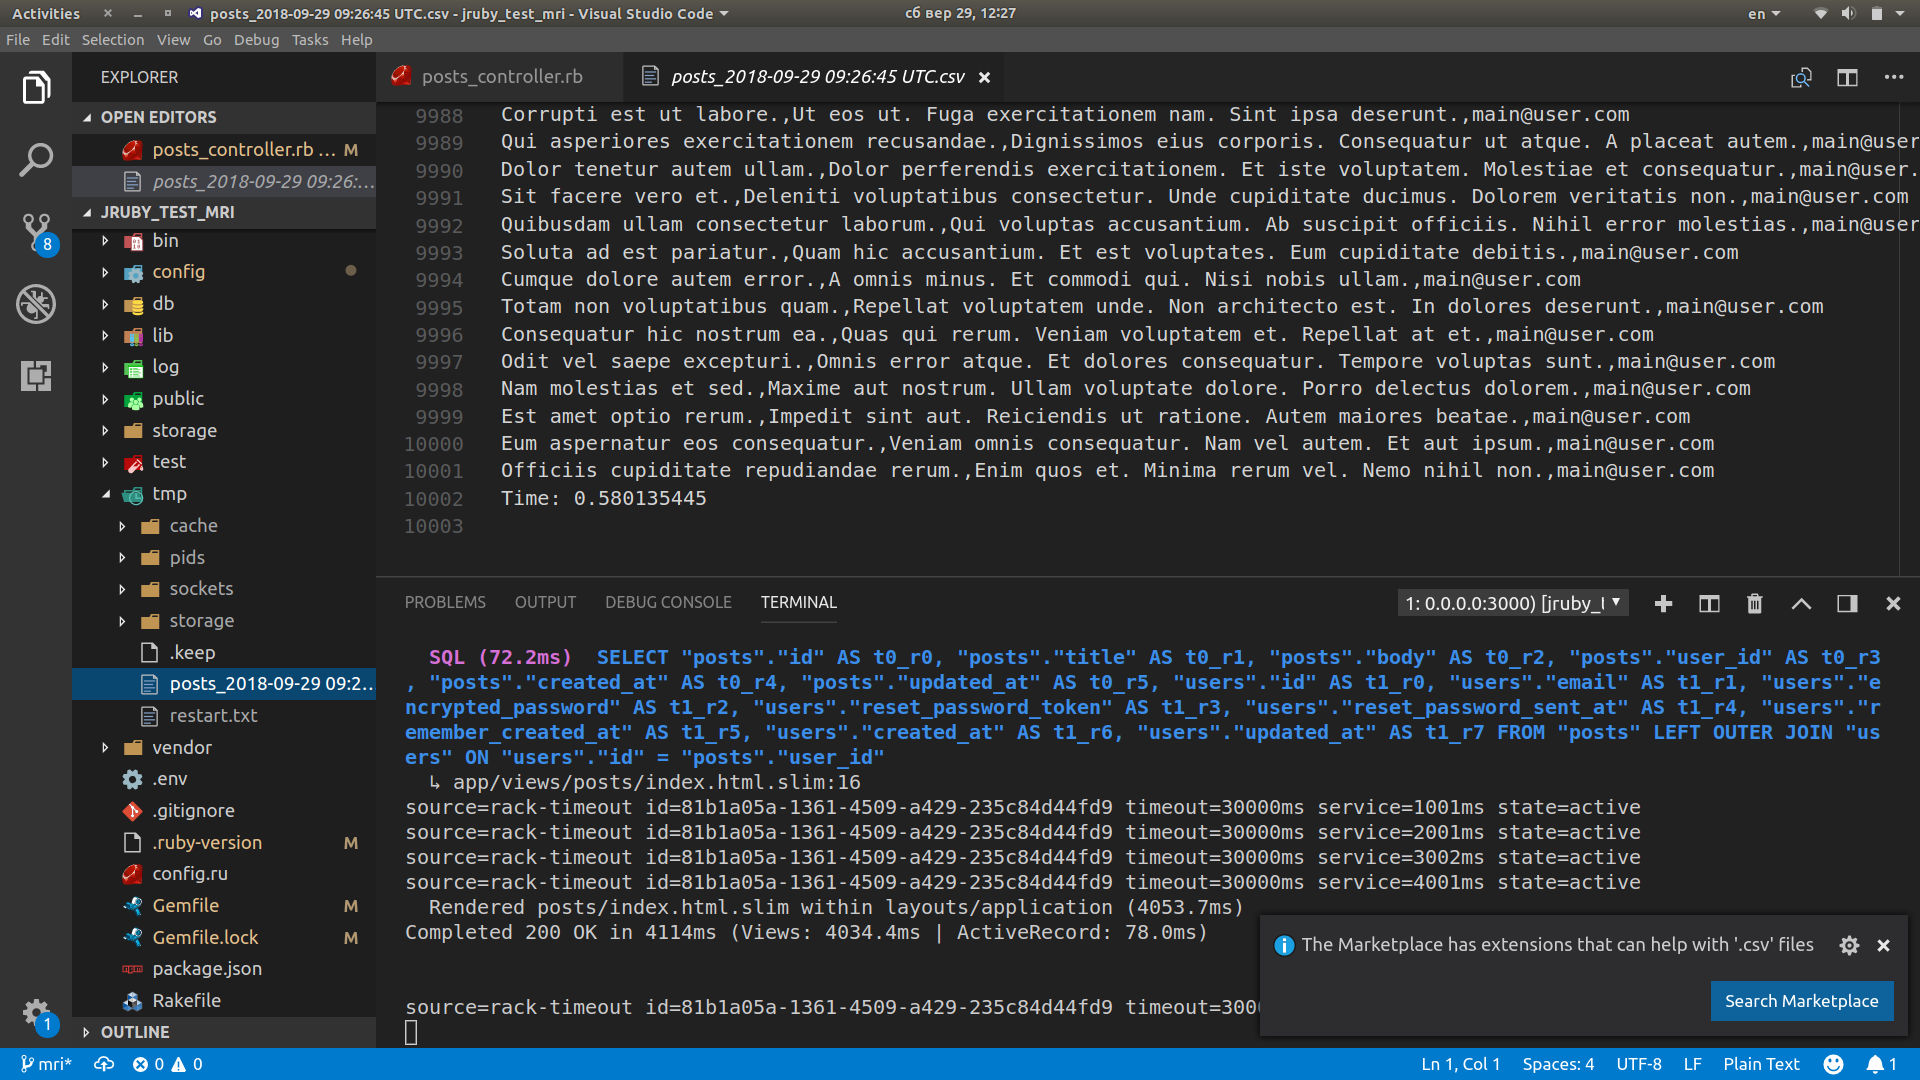 Activities
posts_2018-09-29 09:26:45 UTC.csv - jruby_test_mri - Visual Studio Code
сб вер 29, 12:27
en
File Edit Selection View Go Debug Tasks Help
EXPLORER
OPEN EDITORS
posts_controller.rb ... M
posts_2018-09-29 09:26:...
JRUBY_TEST_MRI
bin
config
db
lib
log
public
storage
test
tmp
cache
pids
sockets
storage
.keep
posts_2018-09-29 09:2...
restart.txt
vendor
.env
.gitignore
.ruby-version M
config.ru
Gemfile M
Gemfile.lock M
package.json
Rakefile
OUTLINE
8
1
posts_controller.rb
posts_2018-09-29 09:26:45 UTC.csv
9988 Corrupti est ut labore.,Ut eos ut. Fuga exercitationem nam. Sint ipsa deserunt.,main@user.com
9989 Qui asperiores exercitationem recusandae.,Dignissimos eius corporis. Consequatur ut atque. A placeat autem.,main@user
9990 Dolor tenetur autem ullam.,Dolor perferendis exercitationem. Et iste voluptatem. Molestiae et consequatur.,main@user.
9991 Sit facere vero et.,Deleniti voluptatibus consectetur. Unde cupiditate ducimus. Dolorem veritatis non.,main@user.com
9992 Quibusdam ullam consectetur laborum.,Qui voluptas accusantium. Ab suscipit officiis. Nihil error molestias.,main@user
9993 Soluta ad est pariatur.,Quam hic accusantium. Et est voluptates. Eum cupiditate debitis.,main@user.com
9994 Cumque dolore autem error.,A omnis minus. Et commodi qui. Nisi nobis ullam.,main@user.com
9995 Totam non voluptatibus quam.,Repellat voluptatem unde. Non architecto est. In dolores deserunt.,main@user.com
9996 Consequatur hic nostrum ea.,Quas qui rerum. Veniam voluptatem et. Repellat at et.,main@user.com
9997 Odit vel saepe excepturi.,Omnis error atque. Et dolores consequatur. Tempore voluptas sunt.,main@user.com
9998 Nam molestias et sed.,Maxime aut nostrum. Ullam voluptate dolore. Porro delectus dolorem.,main@user.com
9999 Est amet optio rerum.,Impedit sint aut. Reiciendis ut ratione. Autem maiores beatae.,main@user.com
10000 Eum aspernatur eos consequatur.,Veniam omnis consequatur. Nam vel autem. Et aut ipsum.,main@user.com
10001 Officiis cupiditate repudiandae rerum.,Enim quos et. Minima rerum vel. Nemo nihil non.,main@user.com
10002 Time: 0.580135445
10003
PROBLEMS OUTPUT DEBUG CONSOLE TERMINAL
1: 0.0.0.0:3000) [jruby_t
SQL (72.2ms) SELECT "posts"."id" AS t0_r0, "posts"."title" AS t0_r1, "posts"."body" AS t0_r2, "posts"."user_id" AS t0_r3
, "posts"."created_at" AS t0_r4, "posts"."updated_at" AS t0_r5, "users"."id" AS t1_r0, "users"."email" AS t1_r1, "users"."e
ncrypted_password" AS t1_r2, "users"."reset_password_token" AS t1_r3, "users"."reset_password_sent_at" AS t1_r4, "users"."r
emember_created_at" AS t1_r5, "users"."created_at" AS t1_r6, "users"."updated_at" AS t1_r7 FROM "posts" LEFT OUTER JOIN "us
ers" ON "users"."id" = "posts"."user_id"
↳ app/views/posts/index.html.slim:16
source=rack-timeout id=81b1a05a-1361-4509-a429-235c84d44fd9 timeout=30000ms service=1001ms state=active
source=rack-timeout id=81b1a05a-1361-4509-a429-235c84d44fd9 timeout=30000ms service=2001ms state=active
source=rack-timeout id=81b1a05a-1361-4509-a429-235c84d44fd9 timeout=30000ms service=3002ms state=active
source=rack-timeout id=81b1a05a-1361-4509-a429-235c84d44fd9 timeout=30000ms service=4001ms state=active
Rendered posts/index.html.slim within layouts/application (4053.7ms)
Completed 200 OK in 4114ms (Views: 4034.4ms | ActiveRecord: 78.0ms)
source=rack-timeout id=81b1a05a-1361-4509-a429-235c84d44fd9 timeout=300
The Marketplace has extensions that can help with '.csv' files
Search Marketplace
mri* 0 0
Ln 1, Col 1 Spaces: 4 UTF-8 LF Plain Text 1